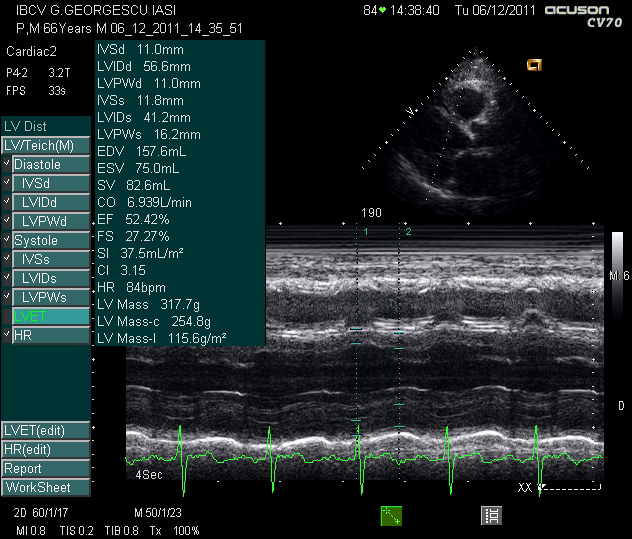 IBCV G.GEORGESCU IASI 84♥ 14:38:40 Tu 06/12/2011 acuson
P,M 66Years M 06_12_2011_14_35_51 CV70
Cardiac2
P4-2 3.2T
FPS 33s
IVSd 11.0mm
LVIDd 56.6mm
LVPWd 11.0mm
IVSs 11.8mm
LVIDs 41.2mm
LVPWs 16.2mm
EDV 157.6mL
ESV 75.0mL
SV 82.6mL
CO 6.939L/min
EF 52.42%
FS 27.27%
SI 37.5mL/m²
CI 3.15
HR 84bpm
LV Mass 317.7g
LV Mass-c 254.8g
LV Mass-I 115.6g/m²
LV Dist
LV/Teich(M)
Diastole
IVSd
LVIDd
LVPWd
Systole
IVSs
LVIDs
LVPWs
LVET
HR
V
190
1 2
M: 6
D
LVET(edit)
HR(edit)
Report
WorkSheet
4Sec
XX
2D 60/1/17 M 50/1/23
MI 0.8 TIS 0.2 TIB 0.8 Tx 100%